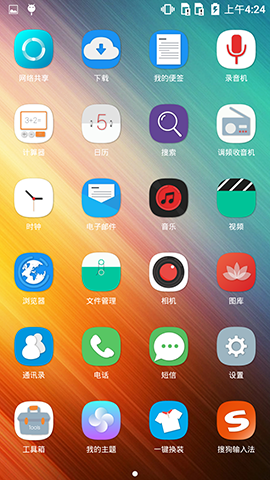 上午4:24
网络共享 下载 我的便签 录音机
3+2=
5
计算器 日历 搜索 调频收音机
时钟 电子邮件 音乐 视频
浏览器 文件管理 相机 图库
通讯录 电话 短信 设置
Tools
工具箱 我的主题 一键换装 搜狗输入法